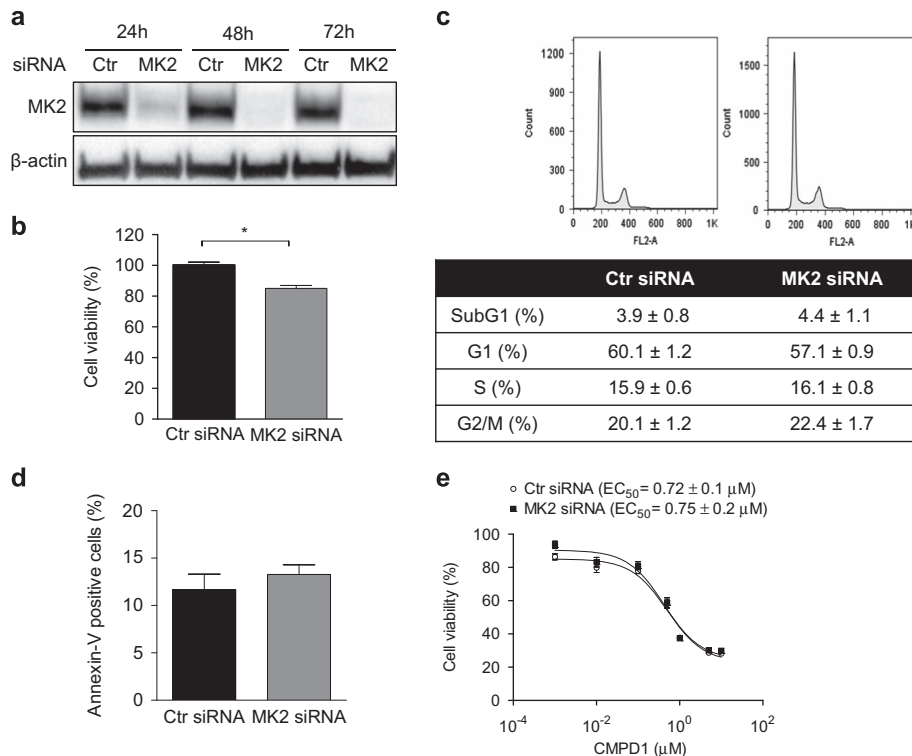 a
24h 48h 72h
siRNA Ctr MK2 Ctr MK2 Ctr MK2
MK2
β-actin
b
Cell viability (%)
120
100
80
60
40
20
0
*
Ctr siRNA MK2 siRNA
c
Count
1200
900
600
300
0
0 200 400 600 800 1K
FL2-A
Count
1500
1000
500
0
0 200 400 600 800 1K
FL2-A
Ctr siRNA MK2 siRNA
SubG1 (%) 3.9 ± 0.8 4.4 ± 1.1
G1 (%) 60.1 ± 1.2 57.1 ± 0.9
S (%) 15.9 ± 0.6 16.1 ± 0.8
G2/M (%) 20.1 ± 1.2 22.4 ± 1.7
d
Annexin-V positive cells (%)
20
15
10
5
0
Ctr siRNA MK2 siRNA
e
Ctr siRNA (EC50 = 0.72 ± 0.1 μM)
MK2 siRNA (EC50 = 0.75 ± 0.2 μM)
Cell viability (%)
100
80
60
40
20
0
10-4 10-2 100 102
CMPD1 (μM)